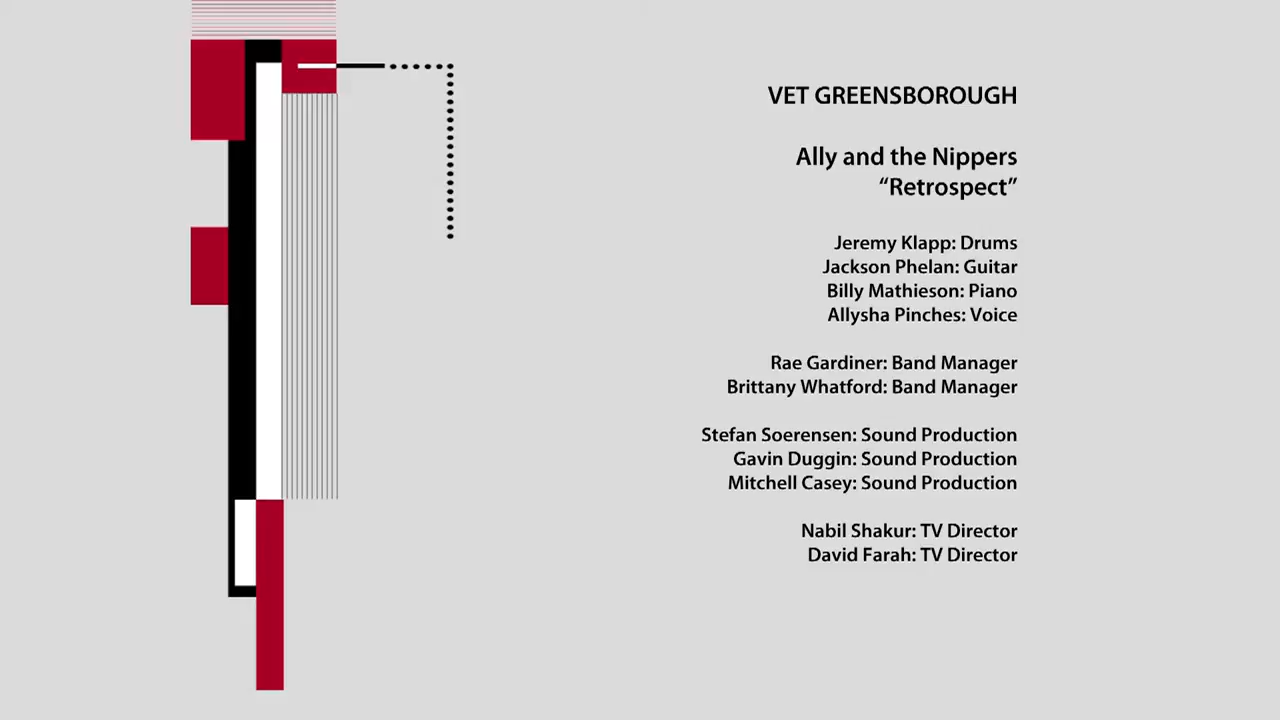 VET GREENSBOROUGH
Ally and the Nippers
“Retrospect”
Jeremy Klapp: Drums
Jackson Phelan: Guitar
Billy Mathieson: Piano
Allysha Pinches: Voice
Rae Gardiner: Band Manager
Brittany Whatford: Band Manager
Stefan Soerensen: Sound Production
Gavin Duggin: Sound Production
Mitchell Casey: Sound Production
Nabil Shakur: TV Director
David Farah: TV Director